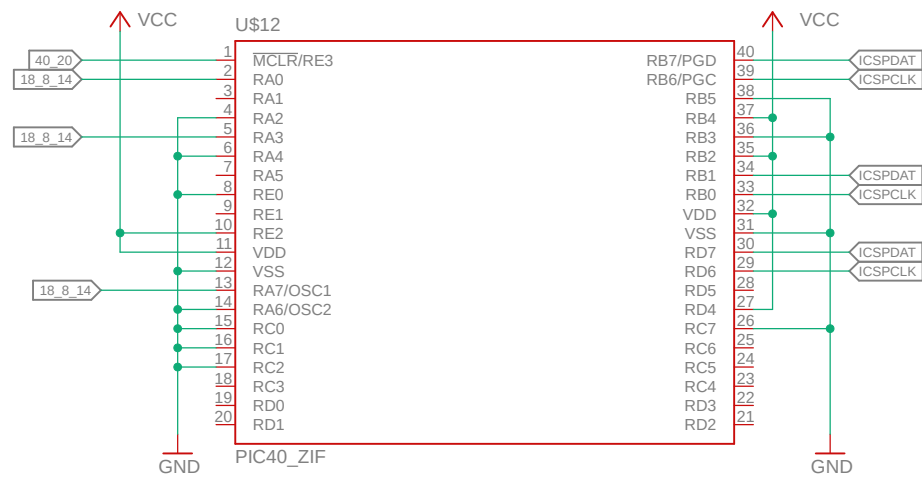 VCC
U$12
VCC
40_20 1 MCLR/RE3 RB7/PGD 40 ICSPDAT
18_8_14 2 RA0 RB6/PGC 39 ICSPCLK
3 RA1 RB5 38
4 RA2 RB4 37
18_8_14 5 RA3 RB3 36
6 RA4 RB2 35
7 RA5 RB1 34 ICSPDAT
8 RE0 RB0 33 ICSPCLK
9 RE1 VDD 32
10 RE2 VSS 31
11 VDD RD7 30 ICSPDAT
12 VSS RD6 29 ICSPCLK
18_8_14 13 RA7/OSC1 RD5 28
14 RA6/OSC2 RD4 27
15 RC0 RC7 26
16 RC1 RC6 25
17 RC2 RC5 24
18 RC3 RC4 23
19 RD0 RD3 22
20 RD1 RD2 21
PIC40_ZIF
GND
GND